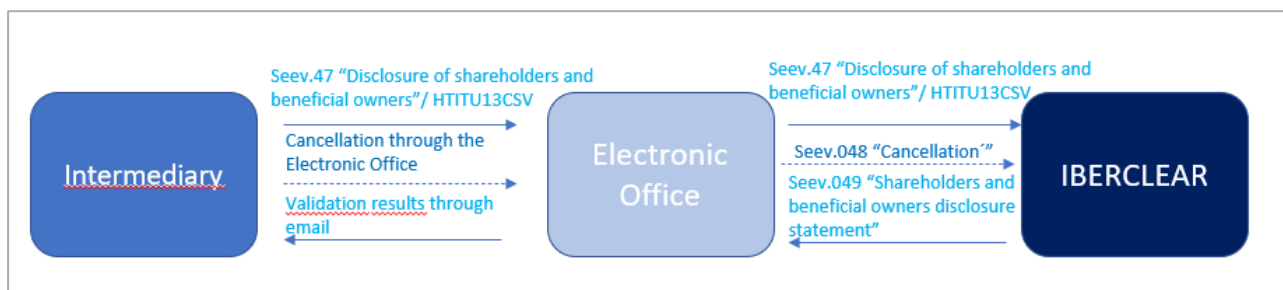 Seev.47 “Disclosure of shareholders and
beneficial owners”/ HTITU13CSV
Intermediary
Cancellation through the
Electronic Office
Validation results through
email
Electronic
Office
Seev.47 “Disclosure of shareholders and
beneficial owners”/ HTITU13CSV
Seev.048 “Cancellation´”
Seev.049 “Shareholders and
beneficial owners disclosure
statement”
IBERCLEAR